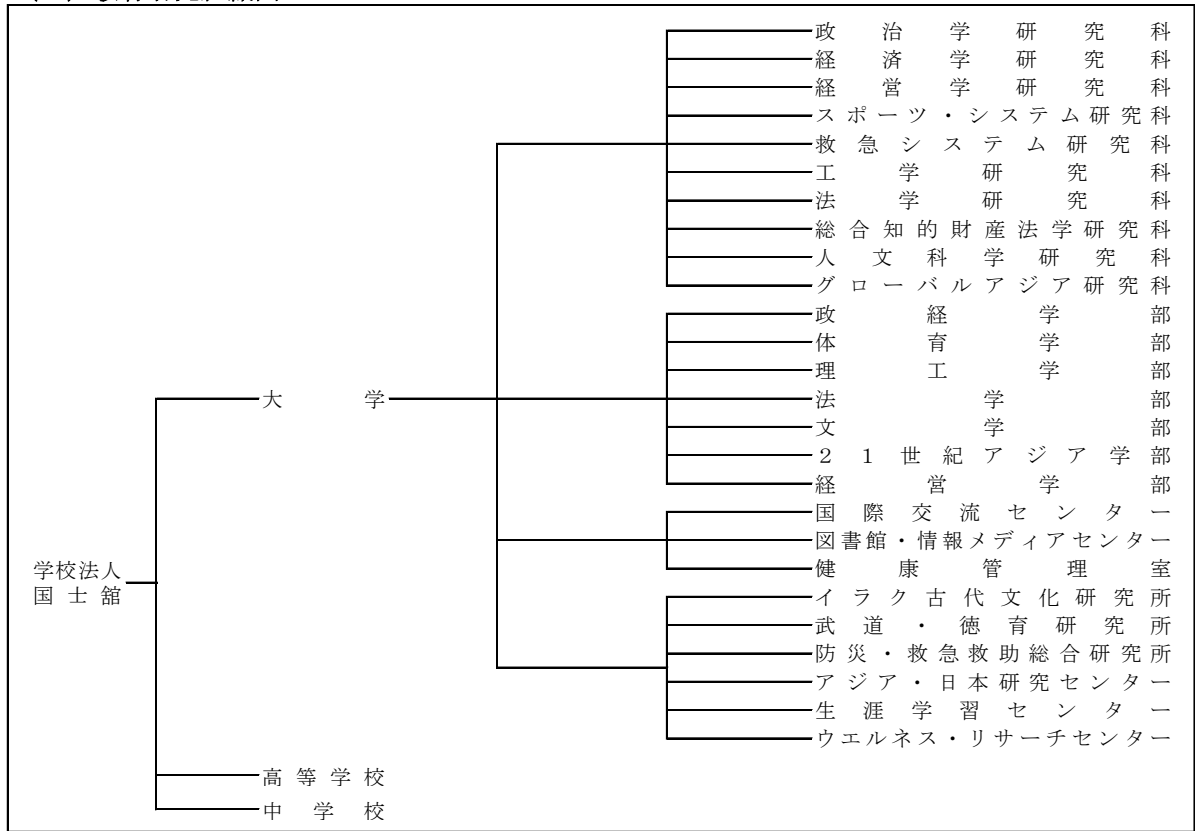 政治学研究科
経済学研究科
経営学研究科
スポーツ・システム研究科
救急システム研究科
工学研究科
法学研究科
総合知的財産法学研究科
人文科学研究科
グローバルアジア研究科
政経学部
体育学部
理工学部
大学
法学部
文学部
21世紀アジア学部
経営学部
国際交流センター
図書館・情報メディアセンター
学校法人
国士舘
健康管理室
イラク古代文化研究所
武道・徳育研究所
防災・救急救助総合研究所
アジア・日本研究センター
生涯学習センター
ウエルネス・リサーチセンター
高等学校
中学校